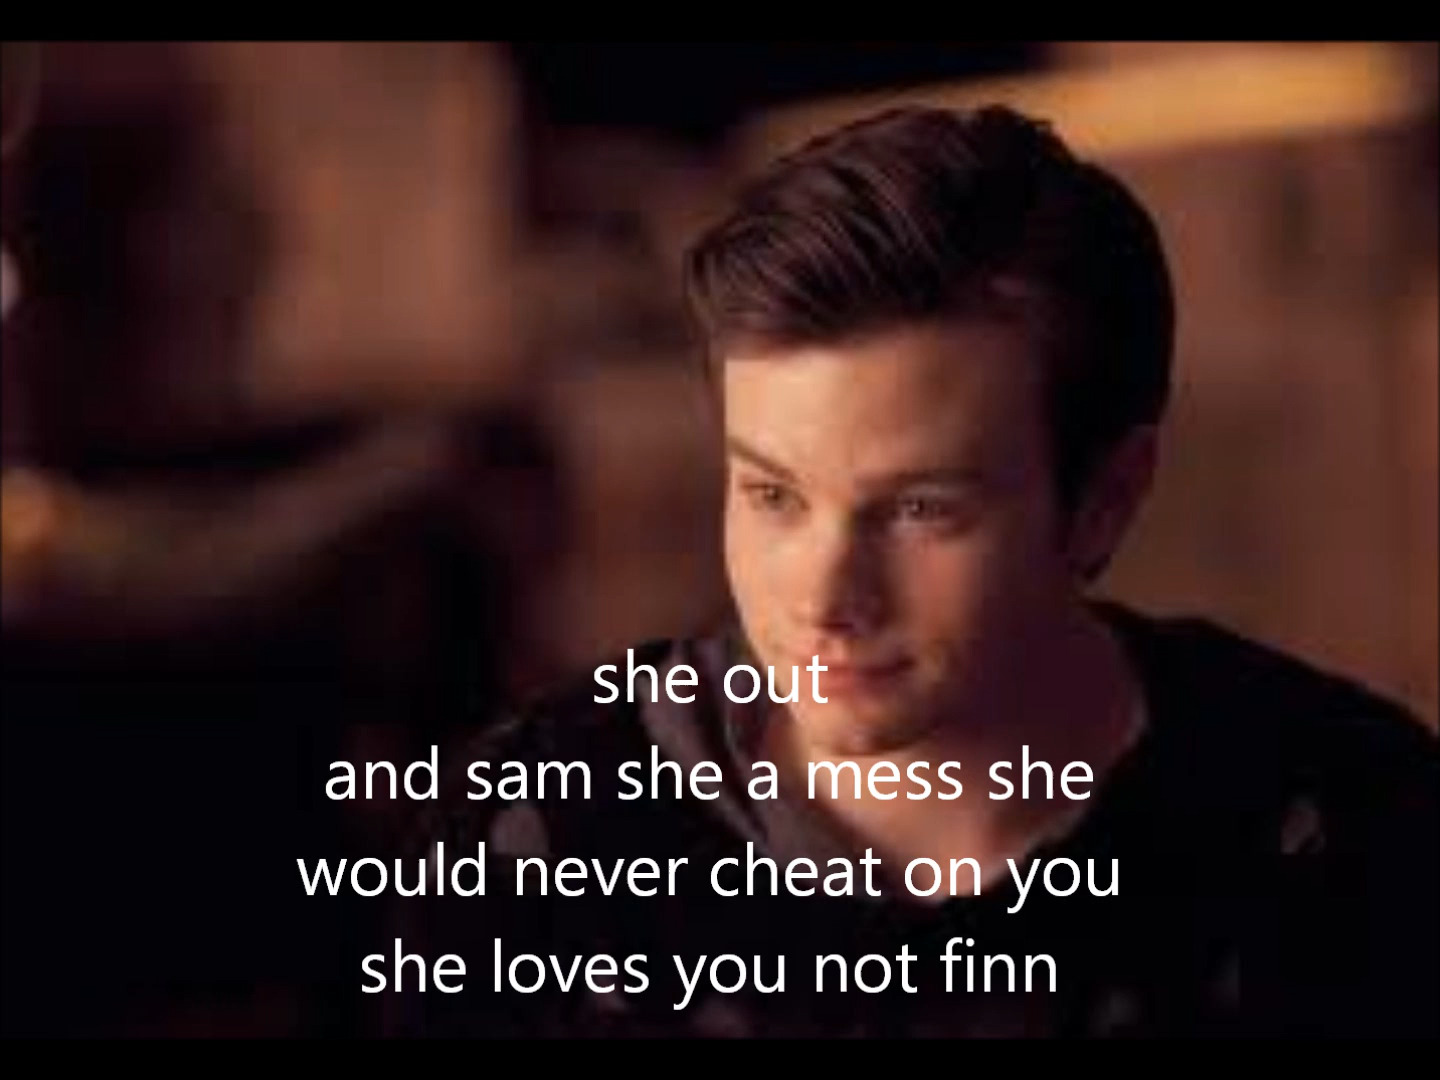 she out
and sam she a mess she
would never cheat on you
she loves you not finn